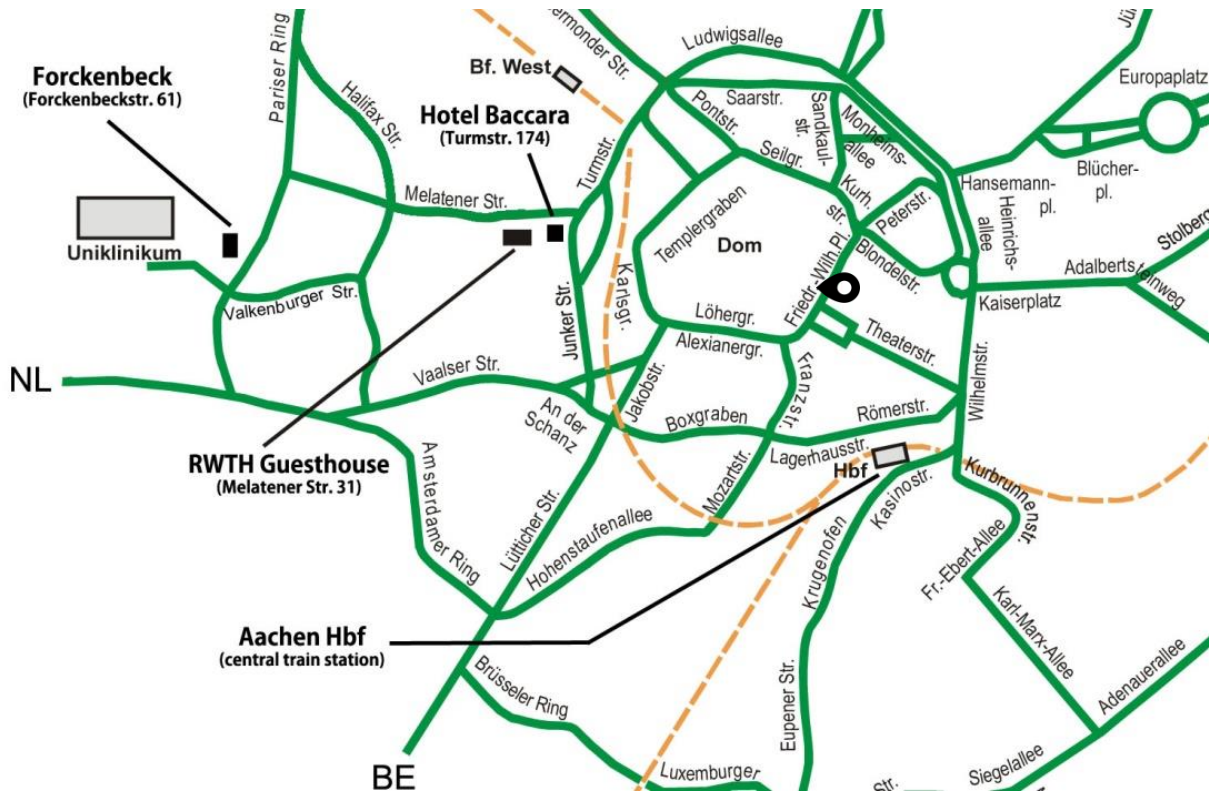 Pariser Ring
Halifax Str.
Forckenbeck
(Forckenbeckstr. 61)
Bf. West
ermonder Str.
Ludwigsallee
Jü
Europaplatz
Hotel Baccara
(Turmstr. 174)
Pontstr.
Saarstr.
Sandkaul-
str.
Monheims-
allee
Seilgr.
Turmstr.
Melatener Str.
Kurh.
str.
Peterstr.
Hansemann-
pl.
Blücher-
pl.
Heinrichs-
allee
Uniklinikum
Templergraben
Dom
Friedr.-Wilh.Pl.
Blondelstr.
Stolberg
Adalbertsteinweg
Kaiserplatz
Valkenburger Str.
Junker Str.
Karlsgr.
Löhergr.
Alexianergr.
Theaterstr.
NL
Vaalser Str.
An der
Schanz
Jakobstr.
Boxgraben
Franzstr.
Römerstr.
Wilhelmstr.
RWTH Guesthouse
(Melatener Str. 31)
Amsterdamer Ring
Lagerhausstr.
Hbf
Kasinostr.
Kurbrunnenstr.
Mozartstr.
Lütticher Str.
Hohenstaufenallee
Krugenofen
Fr.-Ebert-Allee
Karl-Marx-Allee
Aachen Hbf
(central train station)
Brüsseler Ring
Eupener Str.
Adenauerallee
BE
Luxemburger
Str.
Siegelallee